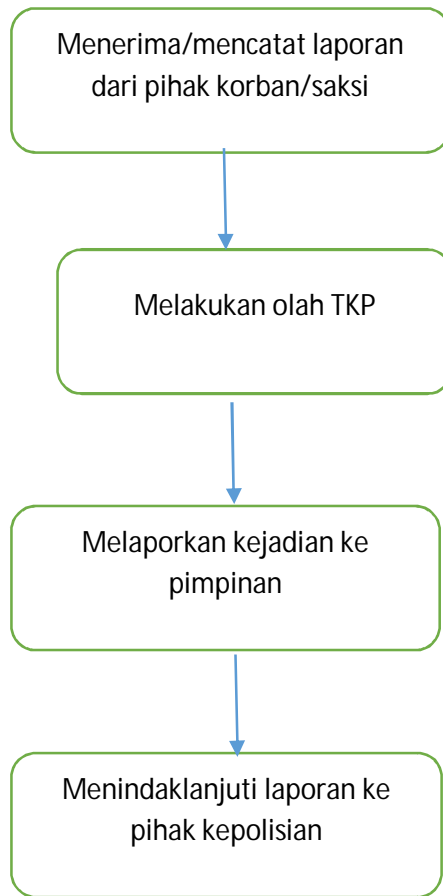 Menerima/mencatat laporan
dari pihak korban/saksi
Melakukan olah TKP
Melaporkan kejadian ke
pimpinan
Menindaklanjuti laporan ke
pihak kepolisian